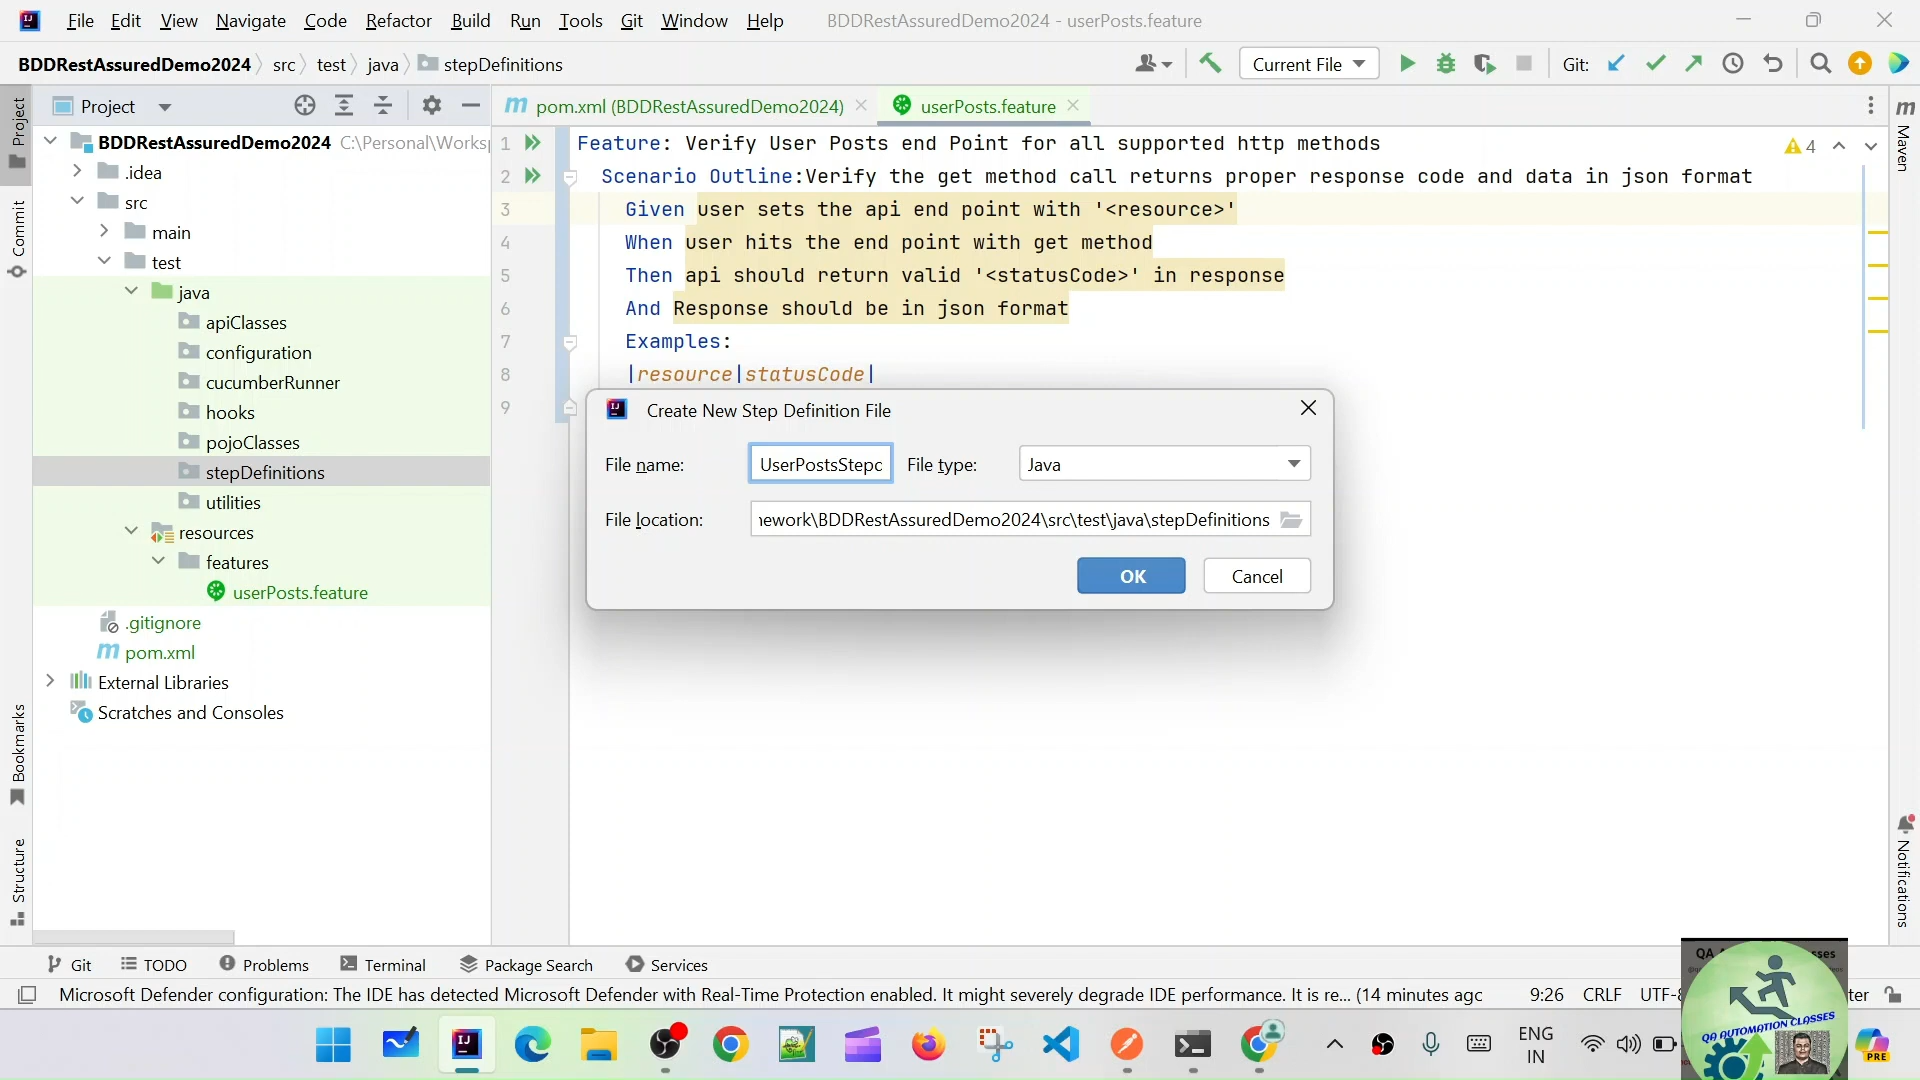 File Edit View Navigate Code Refactor Build Run Tools Git Window Help BDDRestAssuredDemo2024 - userPosts.feature
BDDRestAssuredDemo2024 src test java stepDefinitions Current File Git:
Project
pom.xml (BDDRestAssuredDemo2024) userPosts.feature
Project
Commit
Bookmarks
Structure
BDDRestAssuredDemo2024 C:\Personal\Works
.idea
src
main
test
java
apiClasses
configuration
cucumberRunner
hooks
pojoClasses
stepDefinitions
utilities
resources
features
userPosts.feature
.gitignore
pom.xml
External Libraries
Scratches and Consoles
1 Feature: Verify User Posts end Point for all supported http methods
2 Scenario Outline:Verify the get method call returns proper response code and data in json format
3 Given user sets the api end point with '<resource>'
4 When user hits the end point with get method
5 Then api should return valid '<statusCode>' in response
6 And Response should be in json format
7 Examples:
8 |resource|statusCode|
9
4
Create New Step Definition File
File name: UserPostsStepc File type: Java
File location: nework\BDDRestAssuredDemo2024\src\test\java\stepDefinitions
OK Cancel
m
Maven
Notifications
Git TODO Problems Terminal Package Search Services
Microsoft Defender configuration: The IDE has detected Microsoft Defender with Real-Time Protection enabled. It might severely degrade IDE performance. It is re... (14 minutes agc 9:26 CRLF UTF-8 ter
ENG
IN
PRE
QA AUTOMATION CLASSES